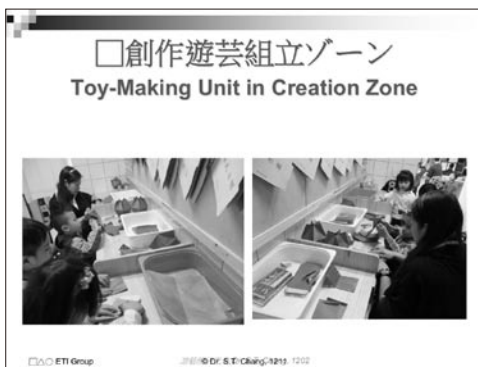 □創作遊芸組立ゾーン
Toy-Making Unit in Creation Zone
□△○ ETI Group
© Dr. S.T. Chang, 1211